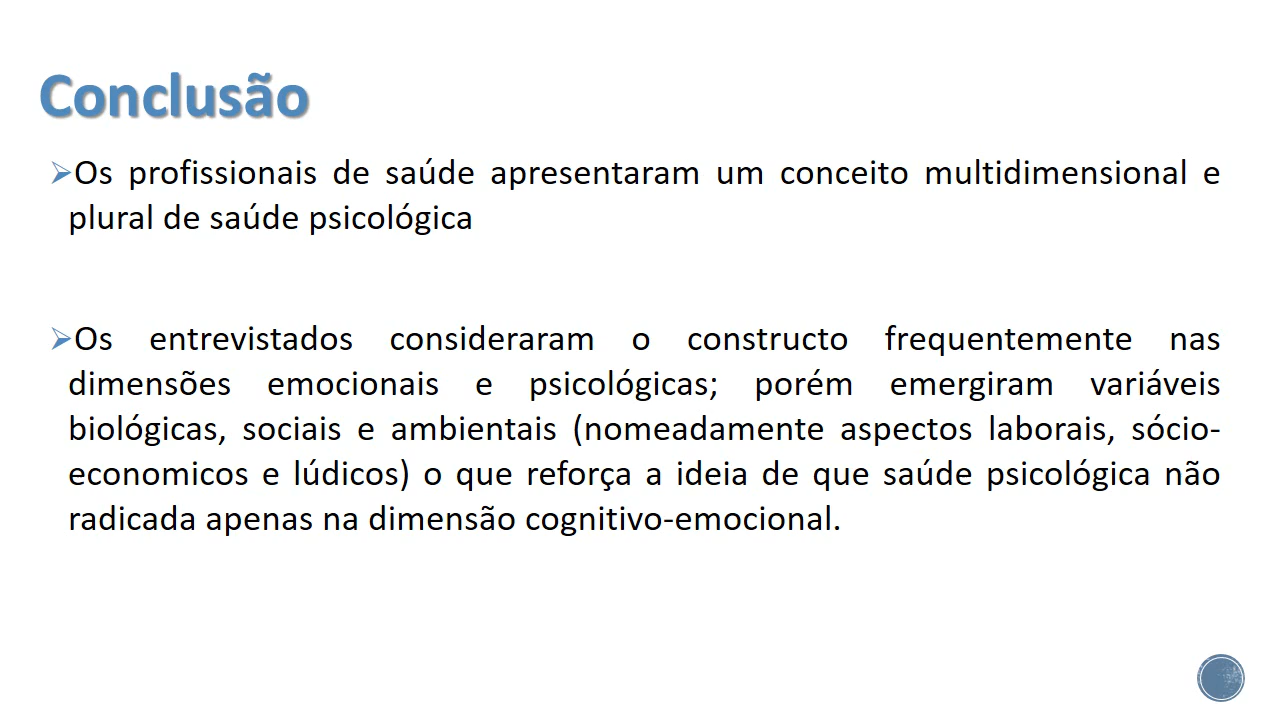 Conclusão
➢Os profissionais de saúde apresentaram um conceito multidimensional e
plural de saúde psicológica
➢Os entrevistados consideraram o constructo frequentemente nas
dimensões emocionais e psicológicas; porém emergiram variáveis
biológicas, sociais e ambientais (nomeadamente aspectos laborais, sócio-
economicos e lúdicos) o que reforça a ideia de que saúde psicológica não
radicada apenas na dimensão cognitivo-emocional.